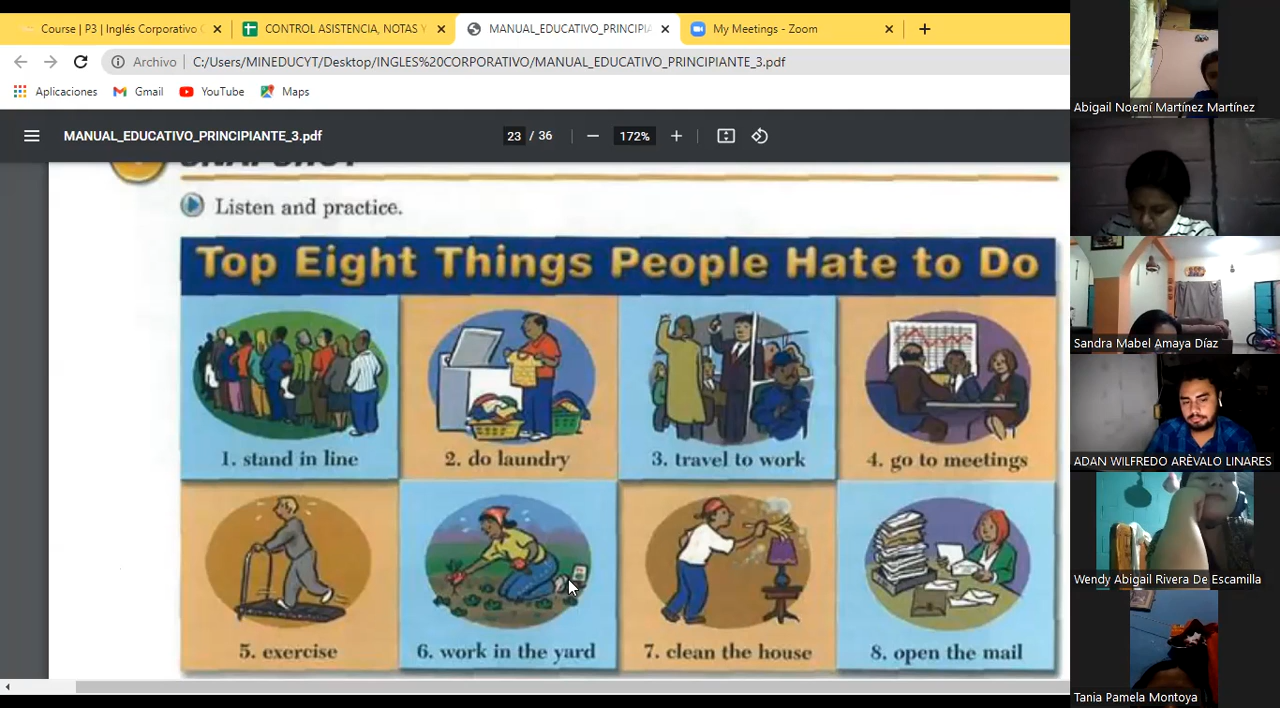 Course | P3 | Inglés Corporativo
CONTROL ASISTENCIA, NOTAS Y
MANUAL_EDUCATIVO_PRINCIPIA
My Meetings - Zoom
Archivo
C:/Users/MINEDUCYT/Desktop/INGLES%20CORPORATIVO/MANUAL_EDUCATIVO_PRINCIPIANTE_3.pdf
Aplicaciones
Gmail
YouTube
Maps
MANUAL_EDUCATIVO_PRINCIPIANTE_3.pdf
23 / 36
172%
SNAPSHOT
Listen and practice.
Top Eight Things People Hate to Do
1. stand in line
2. do laundry
3. travel to work
4. go to meetings
5. exercise
6. work in the yard
7. clean the house
8. open the mail
Abigail Noemí Martínez Martínez
Sandra Mabel Amaya Díaz
ADAN WILFREDO ARÈVALO LINARES
Wendy Abigail Rivera De Escamilla
Tania Pamela Montoya